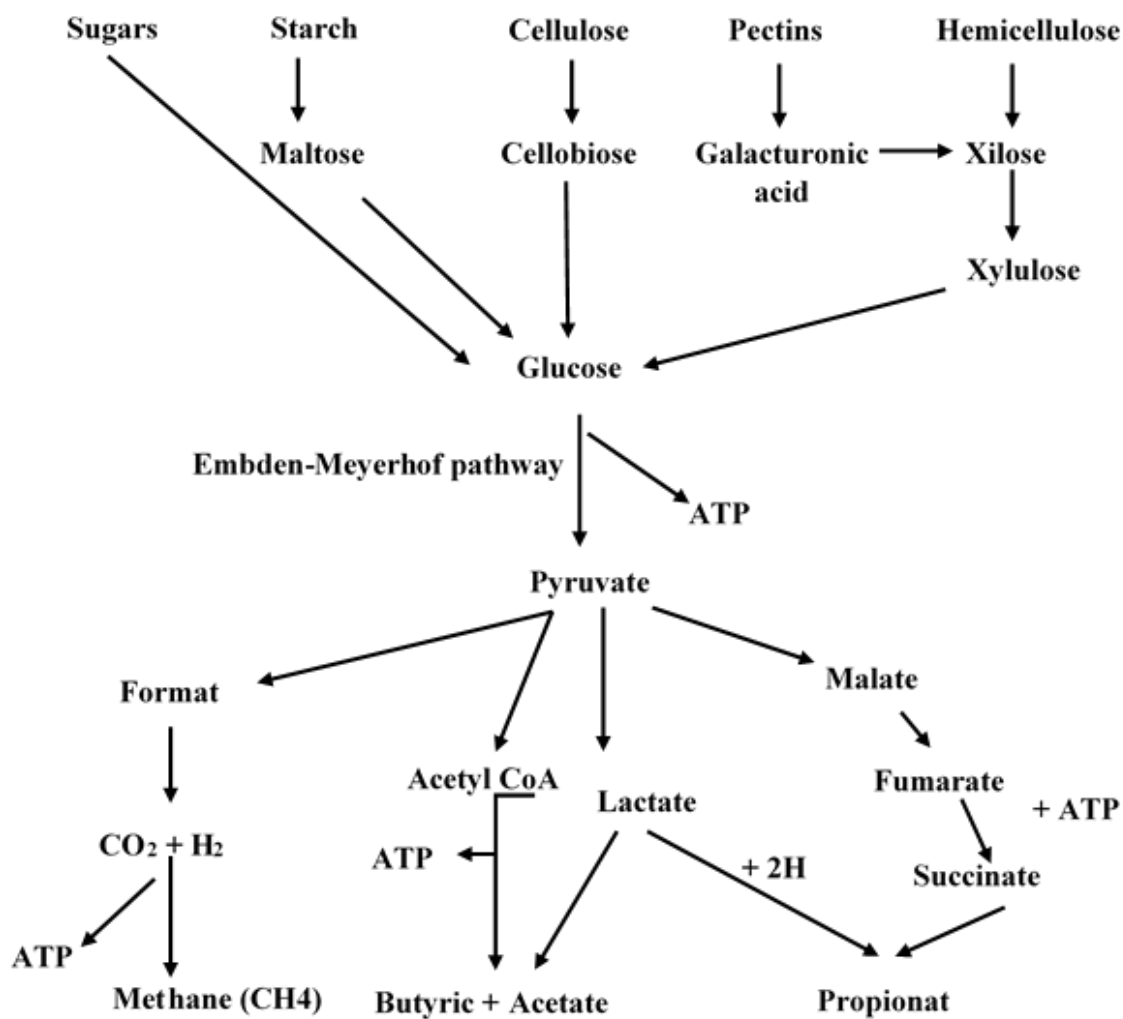 Sugars Starch Cellulose Pectins Hemicellulose
Maltose Cellobiose Galacturonic Xilose
acid
Xylulose
Glucose
Embden-Meyerhof pathway
ATP
Pyruvate
Format Malate
Acetyl CoA Lactate Fumarate + ATP
CO₂ + H₂ ATP + 2H Succinate
ATP
Methane (CH4) Butyric + Acetate Propionat